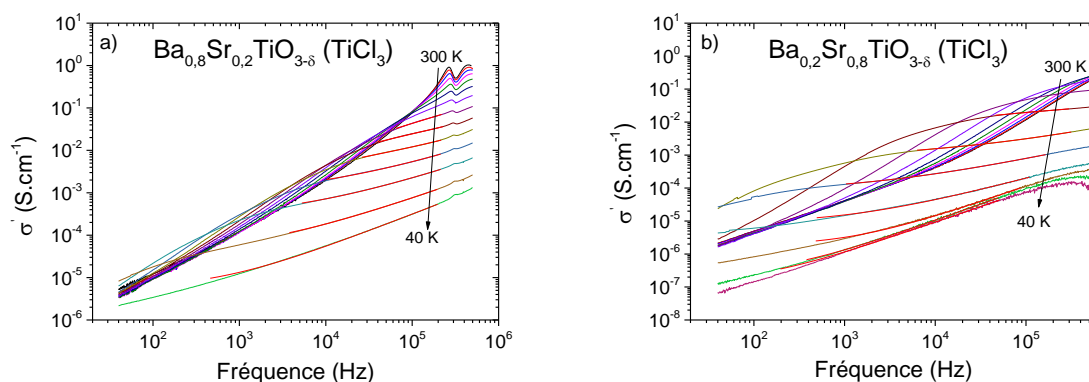 a) Ba0,8Sr0,2TiO3-δ (TiCl3)
300 K
40 K
σ' (S.cm-1)
10^1
10^0
10^-1
10^-2
10^-3
10^-4
10^-5
10^-6
10^2 10^3 10^4 10^5 10^6
Fréquence (Hz)
b) Ba0,2Sr0,8TiO3-δ (TiCl3)
300 K
40 K
σ' (S.cm-1)
10^1
10^0
10^-1
10^-2
10^-3
10^-4
10^-5
10^-6
10^-7
10^-8
10^2 10^3 10^4 10^5
Fréquence (Hz)